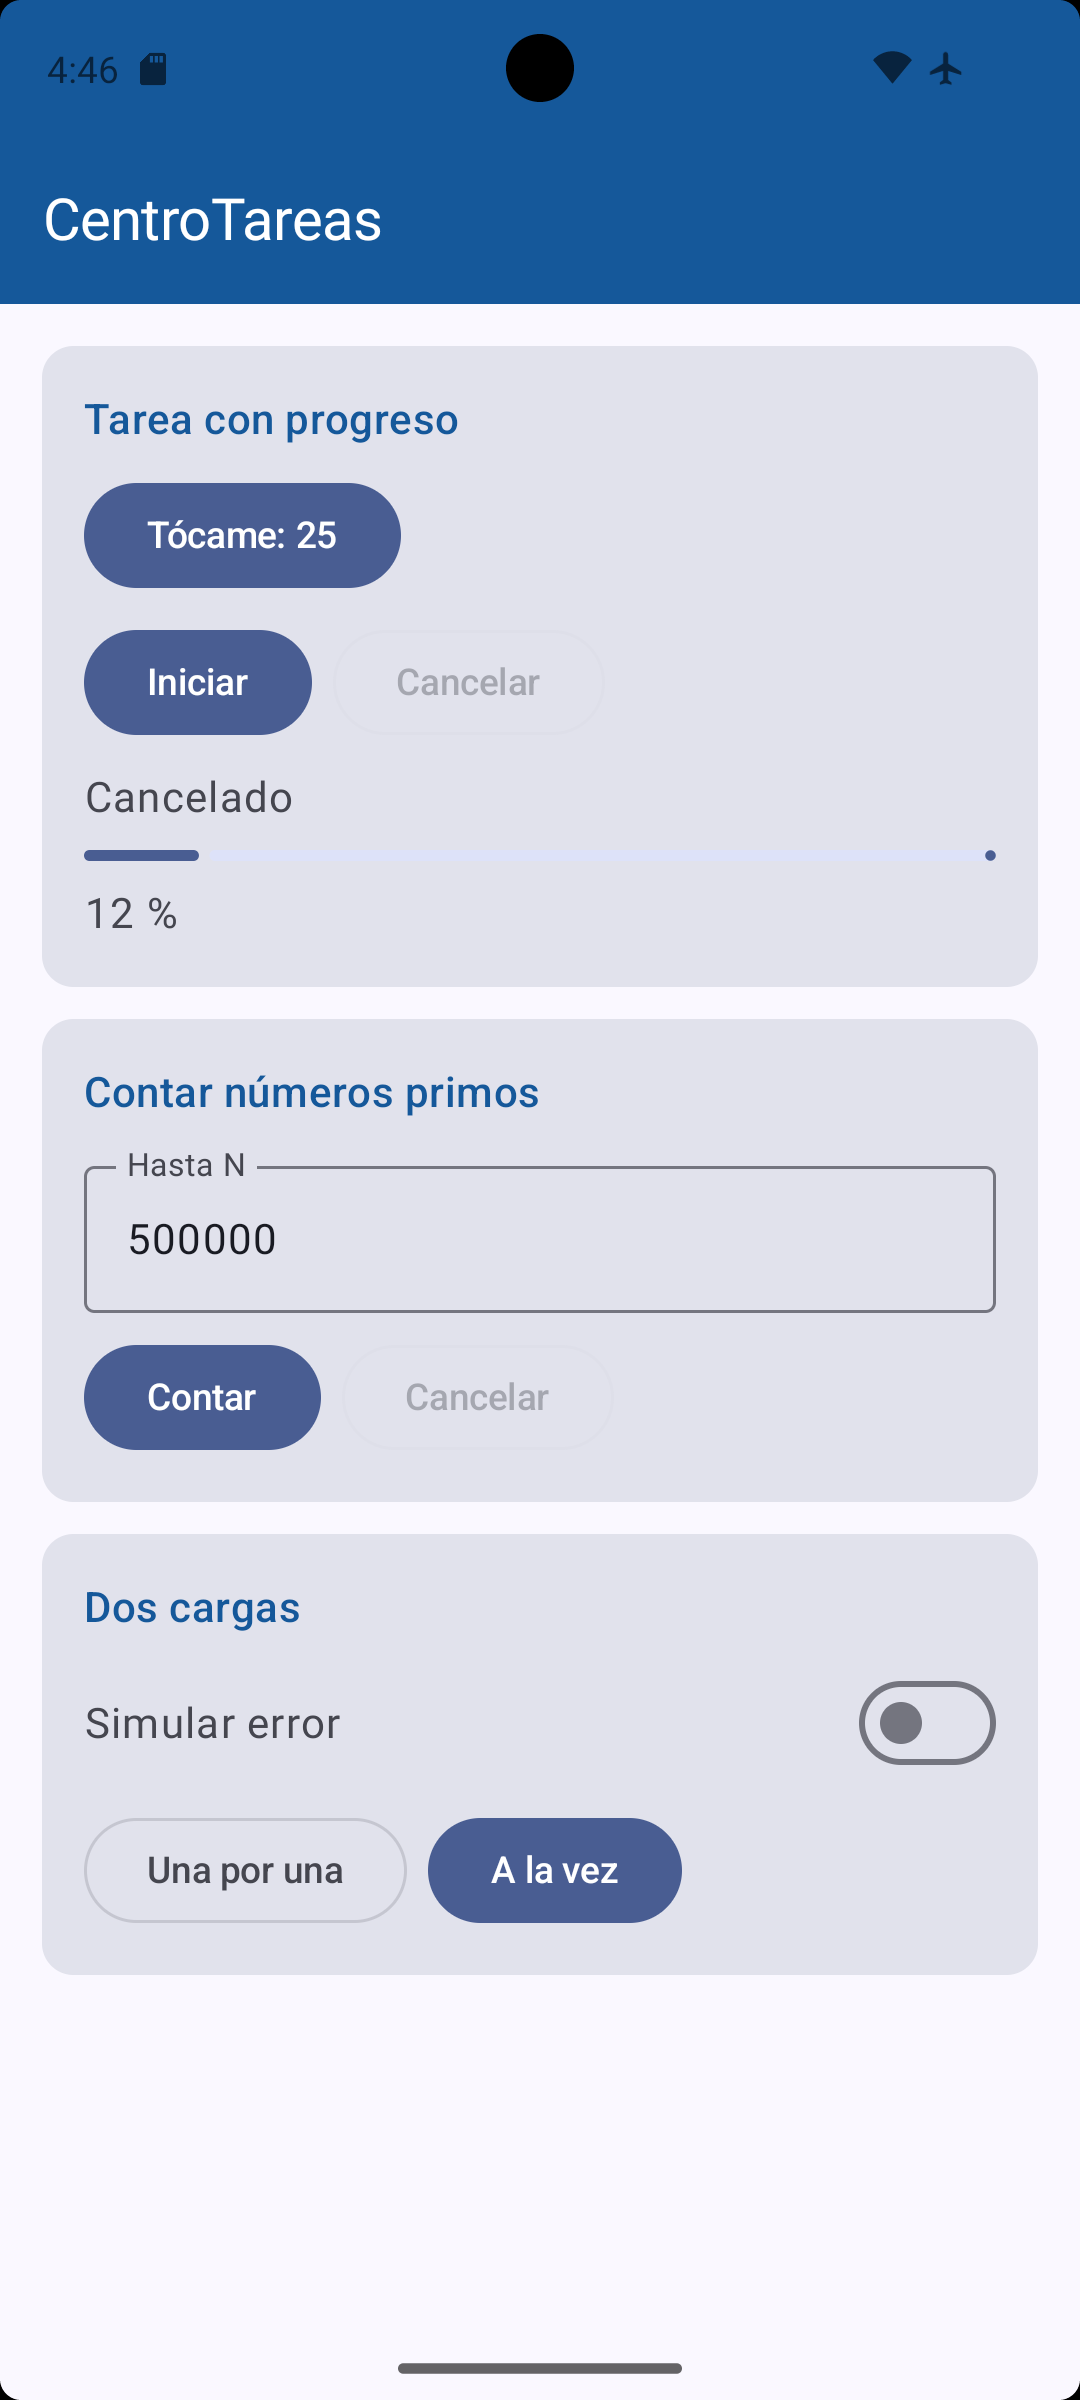 4:46
CentroTareas
Tarea con progreso
Tócame: 25
Iniciar Cancelar
Cancelado
12 %
Contar números primos
Hasta N
500000
Contar Cancelar
Dos cargas
Simular error
Una por una A la vez